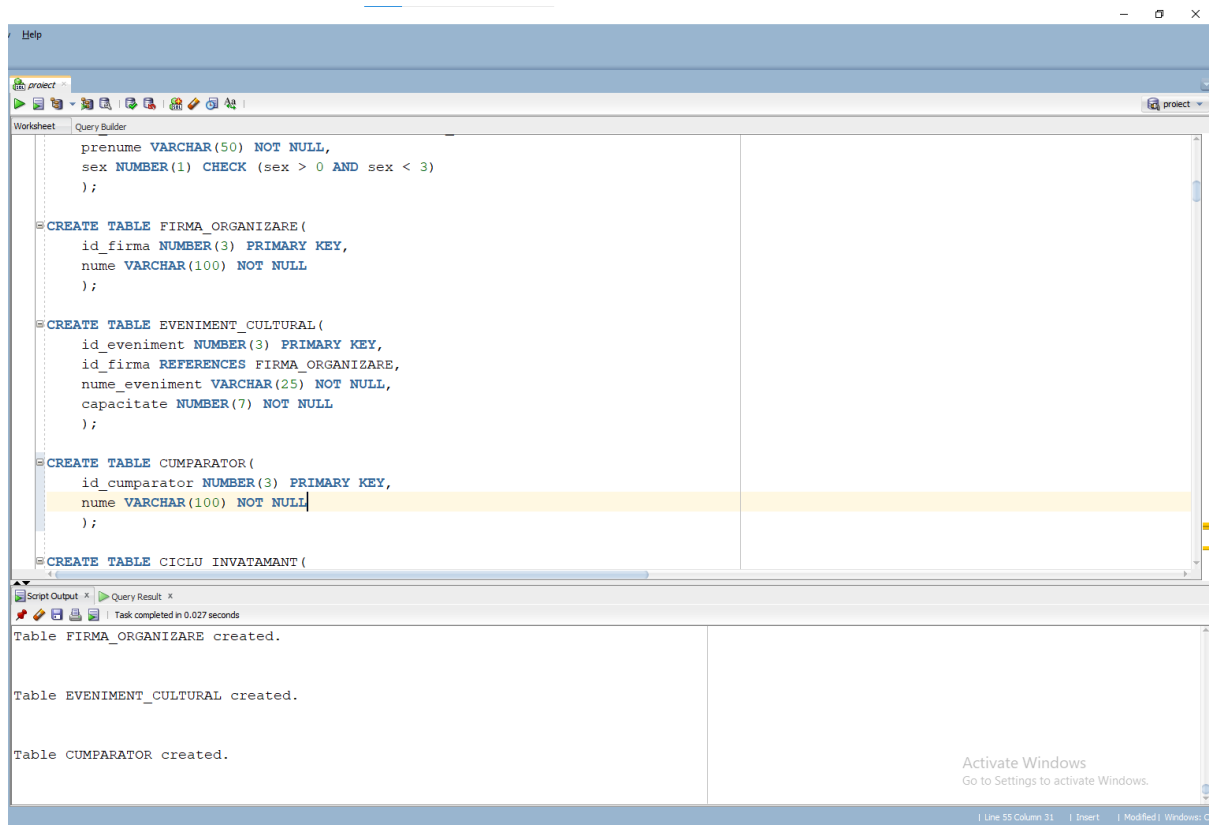 Help
proiect
proiect
Worksheet Query Builder
prenume VARCHAR(50) NOT NULL,
sex NUMBER(1) CHECK (sex > 0 AND sex < 3)
);
CREATE TABLE FIRMA_ORGANIZARE(
id_firma NUMBER(3) PRIMARY KEY,
nume VARCHAR(100) NOT NULL
);
CREATE TABLE EVENIMENT_CULTURAL(
id_eveniment NUMBER(3) PRIMARY KEY,
id_firma REFERENCES FIRMA_ORGANIZARE,
nume_eveniment VARCHAR(25) NOT NULL,
capacitate NUMBER(7) NOT NULL
);
CREATE TABLE CUMPARATOR(
id_cumparator NUMBER(3) PRIMARY KEY,
nume VARCHAR(100) NOT NULL
);
CREATE TABLE CICLU_INVATAMANT(
Script Output x Query Result x
Task completed in 0.027 seconds
Table FIRMA_ORGANIZARE created.
Table EVENIMENT_CULTURAL created.
Table CUMPARATOR created.
Activate Windows
Go to Settings to activate Windows.
| Line 55 Column 31 | Insert | Modified | Windows: C